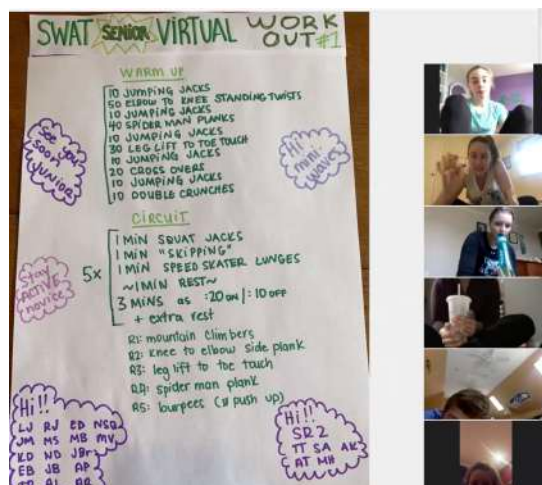 SWAT SENIOR VIRTUAL WORK
OUT #1
WARM UP
10 JUMPING JACKS
50 ELBOW TO KNEE STANDING TWISTS
10 JUMPING JACKS
40 SPIDER MAN PLANKS
10 JUMPING JACKS
30 LEG LIFT TO TOE TOUCH
10 JUMPING JACKS
20 CROSS OVERS
10 JUMPING JACKS
10 DOUBLE CRUNCHES
See you
soon
juniors
Hi
mini-
waves
CIRCUIT
5x
1 MIN SQUAT JACKS
1 MIN "SKIPPING"
1 MIN SPEED SKATER LUNGES
~1 MIN REST~
3 MINS as :20 ON/:10 OFF
+ extra rest
Stay
ACTIVE
novice
R1: mountain climbers
R2: knee to elbow side plank
R3: leg lift to toe touch
R4: spider man plank
R5: burpees (w push up)
Hi!!
LJ RJ ED NSQ
JM MS MB MV
KD ND JBr
EB JB AP
Hi!!
SR2
TT SA AK
AT MH